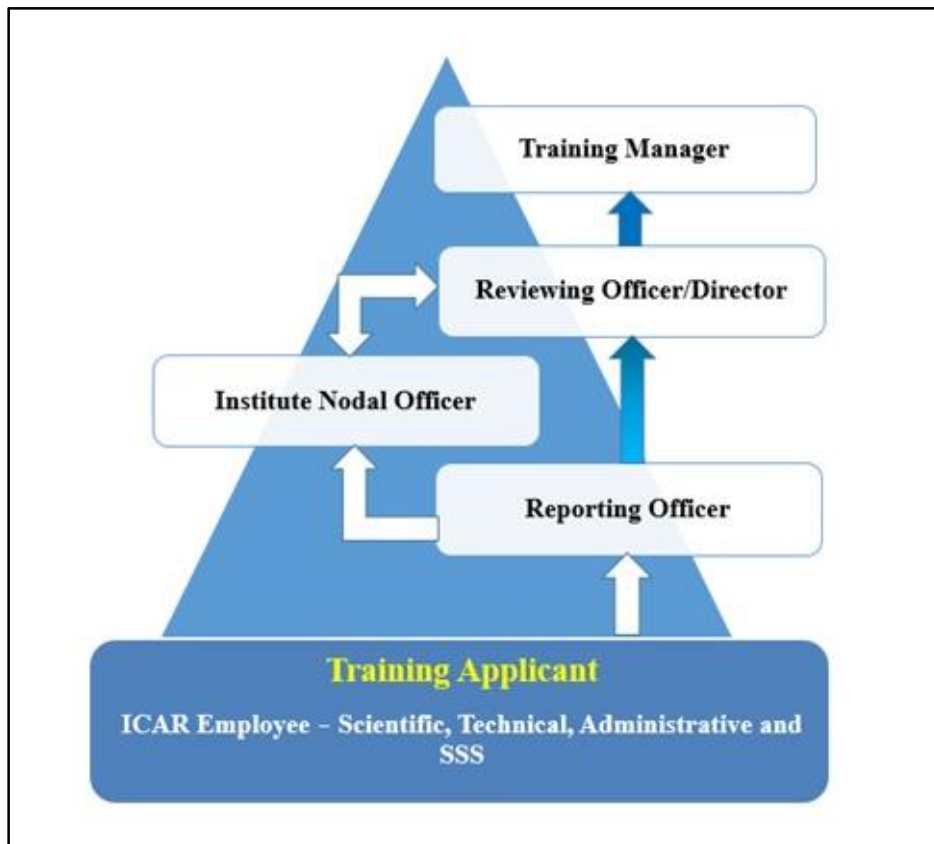 Training Manager
Reviewing Officer/Director
Institute Nodal Officer
Reporting Officer
Training Applicant
ICAR Employee – Scientific, Technical, Administrative and
SSS